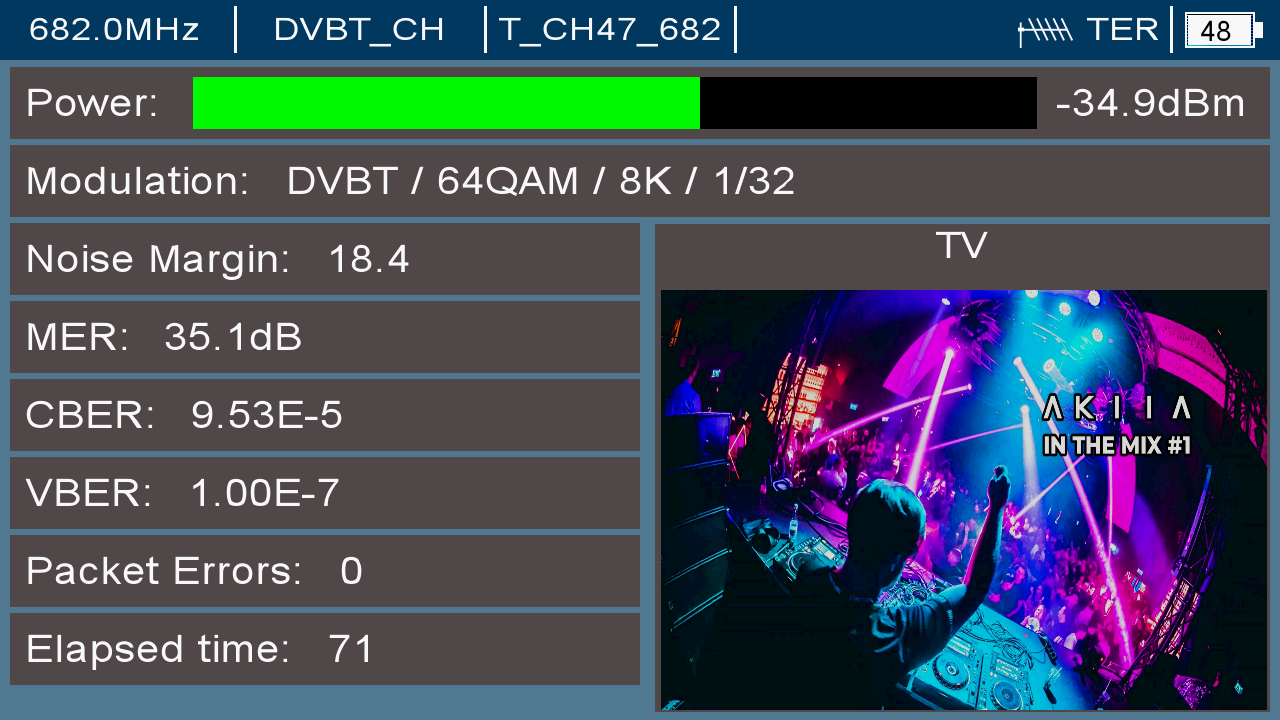 682.0MHz DVBT_CH T_CH47_682 TER 48
Power: -34.9dBm
Modulation: DVBT / 64QAM / 8K / 1/32
Noise Margin: 18.4
MER: 35.1dB
CBER: 9.53E-5
VBER: 1.00E-7
Packet Errors: 0
Elapsed time: 71
TV
Λ K I I Λ
IN THE MIX #1